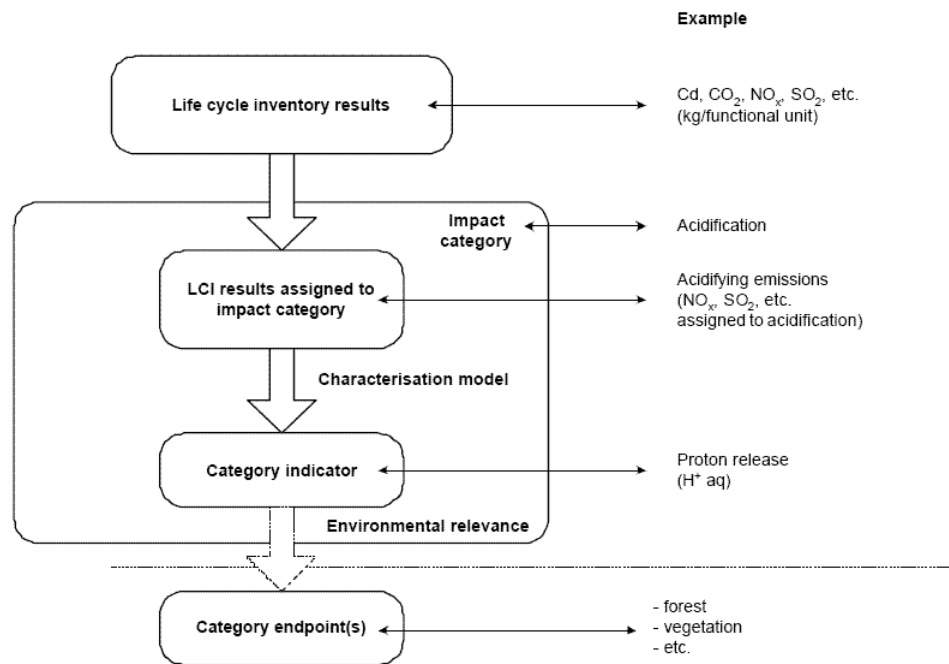 Example
Life cycle inventory results
Cd, CO₂, NOₓ, SO₂, etc.
(kg/functional unit)
Impact
category
Acidification
LCI results assigned to
impact category
Acidifying emissions
(NOₓ, SO₂, etc.
assigned to acidification)
Characterisation model
Category indicator
Proton release
(H⁺ aq)
Environmental relevance
Category endpoint(s)
- forest
- vegetation
- etc.